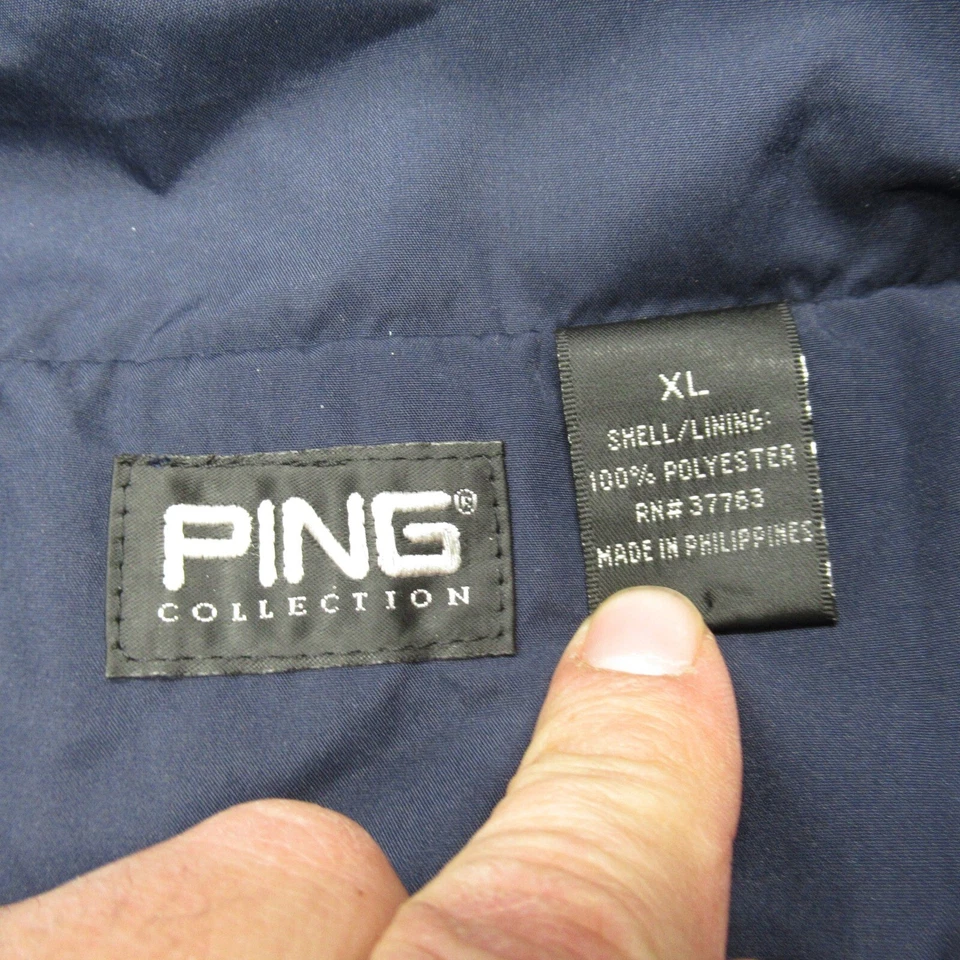 PING®
COLLECTION
XL
SHELL/LINING:
100% POLYESTER
RN#37763
MADE IN PHILIPPINES